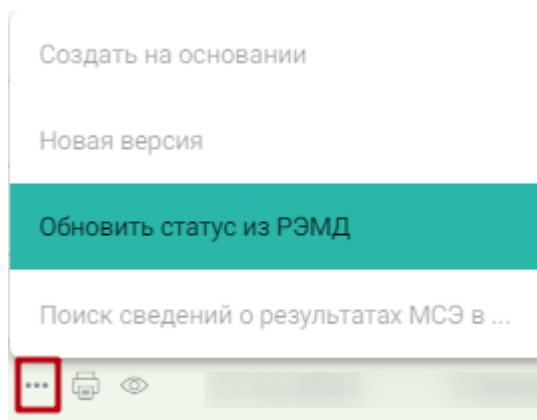 Создать на основании
Новая версия
Обновить статус из РЭМД
Поиск сведений о результатах МСЭ в ...